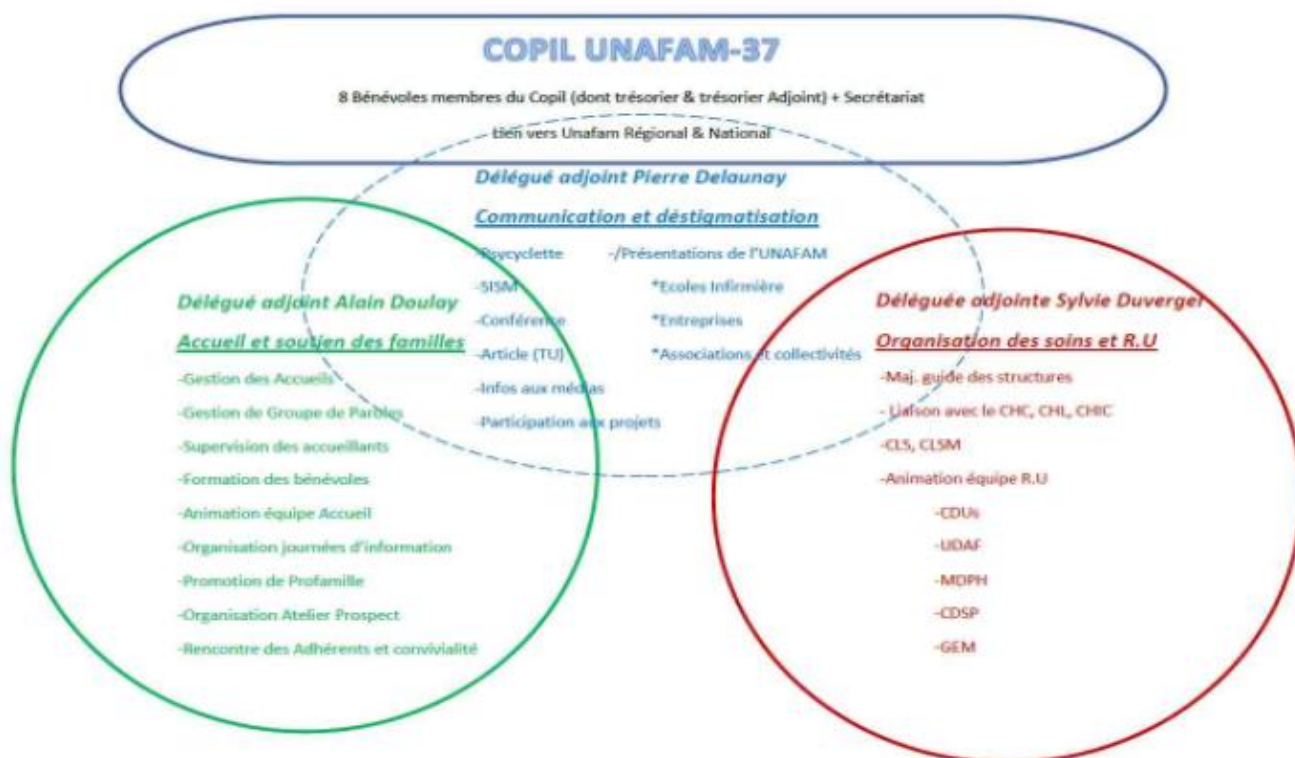 COPIL UNAFAM-37
8 Bénévoles membres du Copil (dont trésorier & trésorier Adjoint) + Secrétariat
Lien vers Unafam Régional & National
Délégué adjoint Pierre Delaunay
Communication et déstigmatisation
-Psycyclette -/Présentations de l'UNAFAM
-SISM *Ecoles Infirmière
-Conférence *Entreprises
-Article (TU) *Associations et collectivités
-Infos aux médias
-Participation aux projets
Délégué adjoint Alain Doulay
Accueil et soutien des familles
-Gestion des Accueils
-Gestion de Groupe de Paroles
-Supervision des accueillants
-Formation des bénévoles
-Animation équipe Accueil
-Organisation journées d'information
-Promotion de Profamille
-Organisation Atelier Prospect
-Rencontre des Adhérents et convivialité
Déléguée adjointe Sylvie Duverger
Organisation des soins et R.U
-Maj. guide des structures
- Liaison avec le CHC, CHL, CHIC
-CLS, CLSM
-Animation équipe R.U
-CDUs
-UDAF
-MDPH
-CDSP
-GEM